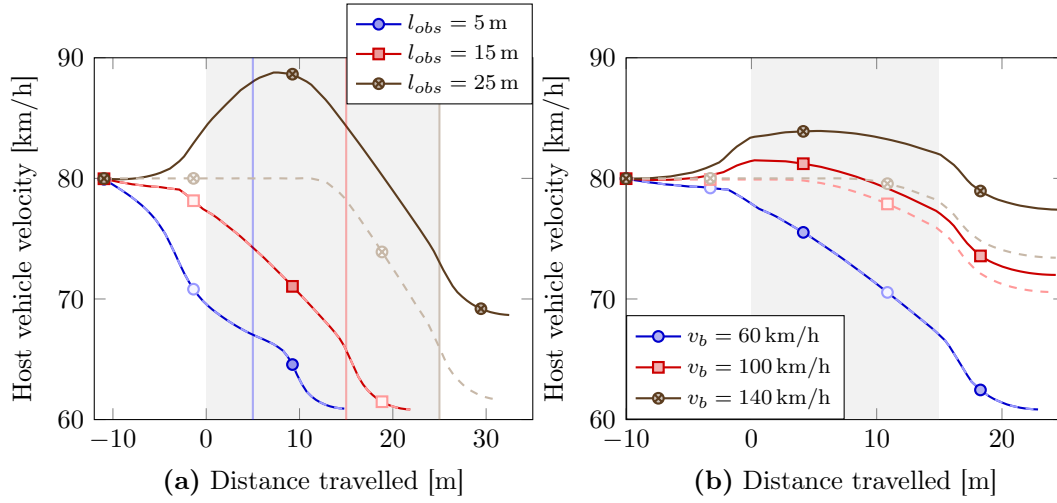 l_obs = 5 m
l_obs = 15 m
l_obs = 25 m
Host vehicle velocity [km/h]
90
80
70
60
−10
0
10
20
30
(a) Distance travelled [m]
Host vehicle velocity [km/h]
90
80
70
60
v_b = 60 km/h
v_b = 100 km/h
v_b = 140 km/h
−10
0
10
20
(b) Distance travelled [m]